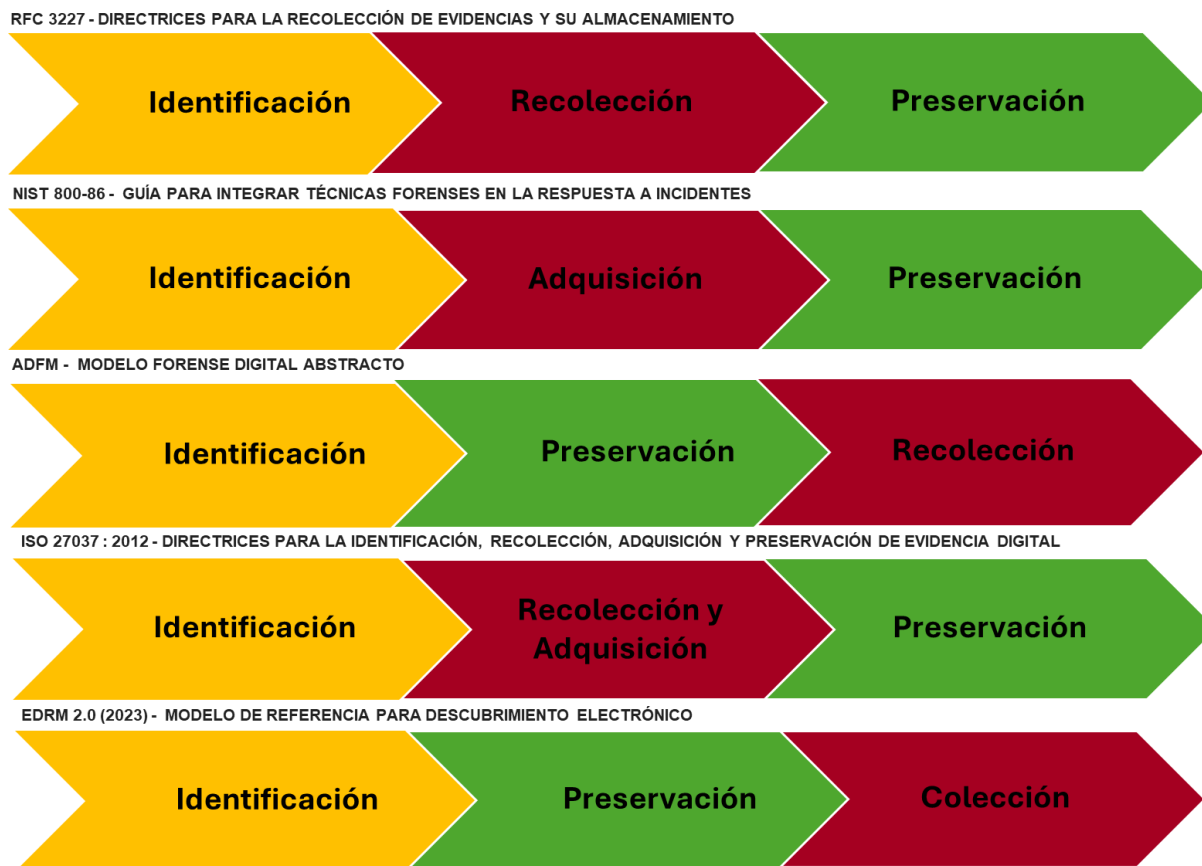 RFC 3227 - DIRECTRICES PARA LA RECOLECCIÓN DE EVIDENCIAS Y SU ALMACENAMIENTO
Identificación
Recolección
Preservación
NIST 800-86 - GUÍA PARA INTEGRAR TÉCNICAS FORENSES EN LA RESPUESTA A INCIDENTES
Identificación
Adquisición
Preservación
ADFM - MODELO FORENSE DIGITAL ABSTRACTO
Identificación
Preservación
Recolección
ISO 27037 : 2012 - DIRECTRICES PARA LA IDENTIFICACIÓN, RECOLECCIÓN, ADQUISICIÓN Y PRESERVACIÓN DE EVIDENCIA DIGITAL
Identificación
Recolección y
Adquisición
Preservación
EDRM 2.0 (2023) - MODELO DE REFERENCIA PARA DESCUBRIMIENTO ELECTRÓNICO
Identificación
Preservación
Colección